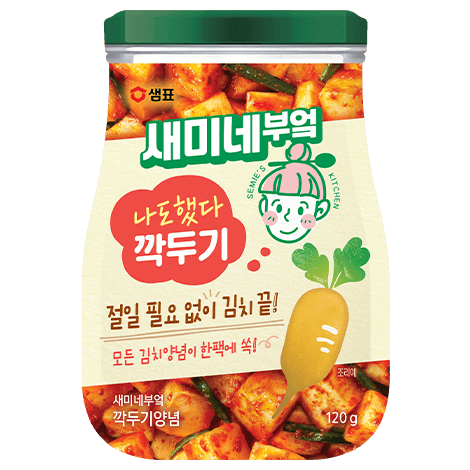 샘표
새미네부엌
SEMIE'S KITCHEN
나도했다
깍두기
절일 필요 없이 김치 끝!
모든 김치양념이 한팩에 쏙!
조리예
새미네부엌
깍두기양념
120 g